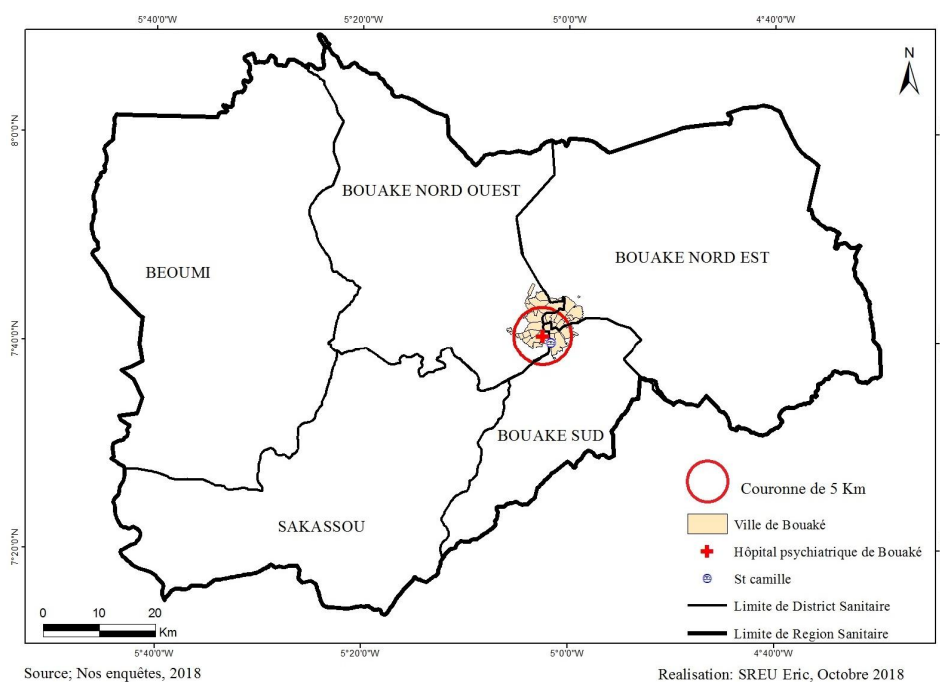 5°40'0"W 5°20'0"W 5°0'0"W 4°40'0"W
N
8°0'0"N
BOUAKE NORD OUEST
BOUAKE NORD EST
BEOUMI
7°40'0"N
BOUAKE SUD
Couronne de 5 Km
SAKASSOU
Ville de Bouaké
Hôpital psychiatrique de Bouaké
7°20'0"N
St camille
0 10 20
Km
Limite de District Sanitaire
Limite de Region Sanitaire
5°40'0"W 5°20'0"W 5°0'0"W 4°40'0"W
Source; Nos enquêtes, 2018 Realisation: SREU Eric, Octobre 2018